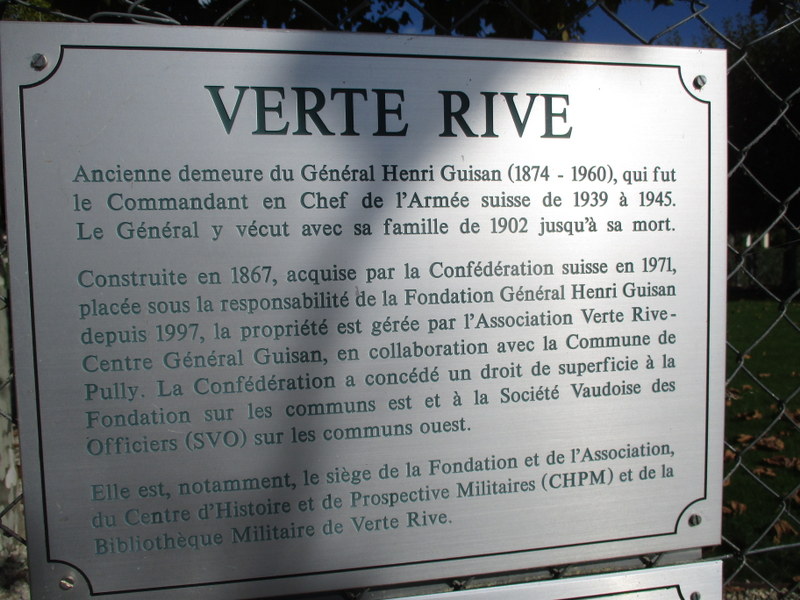 VERTE RIVE
Ancienne demeure du Général Henri Guisan (1874 - 1960), qui fut
le Commandant en Chef de l'Armée suisse de 1939 à 1945.
Le Général y vécut avec sa famille de 1902 jusqu'à sa mort.
Construite en 1867, acquise par la Confédération suisse en 1971,
placée sous la responsabilité de la Fondation Général Henri Guisan
depuis 1997, la propriété est gérée par l'Association Verte Rive-
Centre Général Guisan, en collaboration avec la Commune de
Pully. La Confédération a concédé un droit de superficie à la
Fondation sur les communs est et à la Société Vaudoise des
Officiers (SVO) sur les communs ouest.
Elle est, notamment, le siège de la Fondation et de l'Association,
du Centre d'Histoire et de Prospective Militaires (CHPM) et de la
Bibliothèque Militaire de Verte Rive.